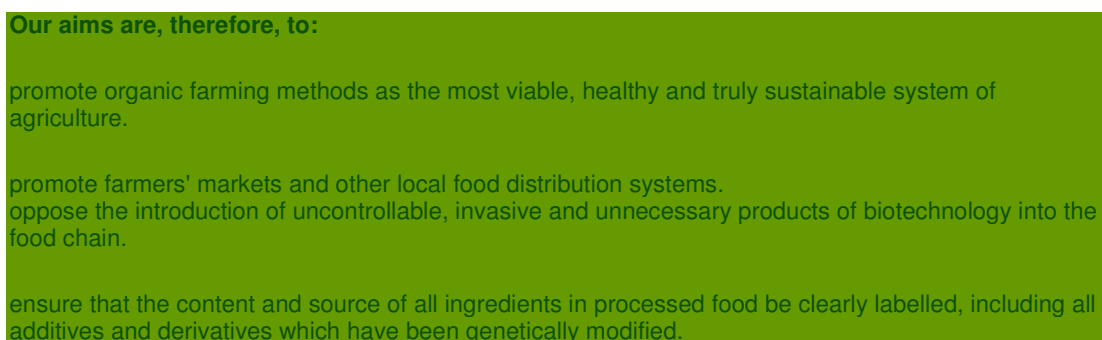 Our aims are, therefore, to:
promote organic farming methods as the most viable, healthy and truly sustainable system of
agriculture.
promote farmers' markets and other local food distribution systems.
oppose the introduction of uncontrollable, invasive and unnecessary products of biotechnology into the
food chain.
ensure that the content and source of all ingredients in processed food be clearly labelled, including all
additives and derivatives which have been genetically modified.